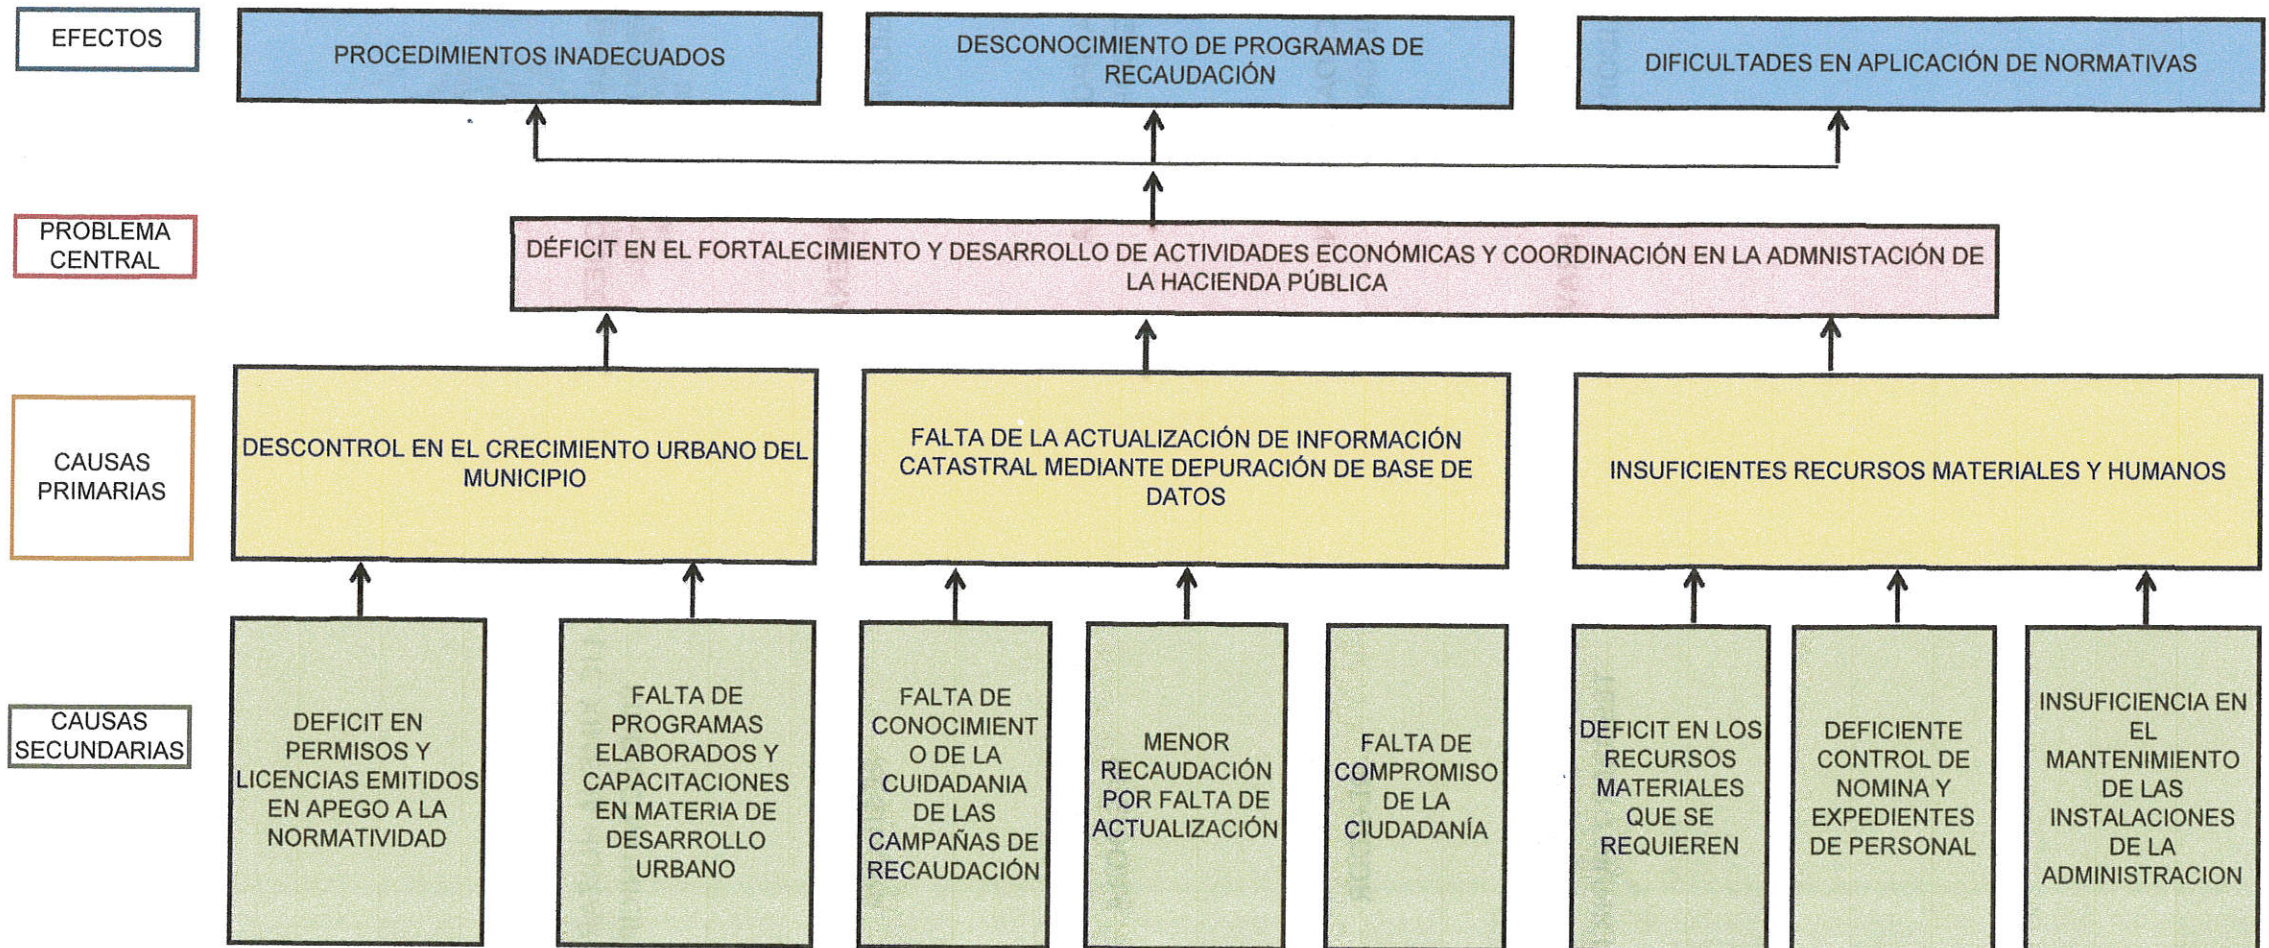 EFECTOS
PROCEDIMIENTOS INADECUADOS
DESCONOCIMIENTO DE PROGRAMAS DE
RECAUDACIÓN
DIFICULTADES EN APLICACIÓN DE NORMATIVAS
PROBLEMA
CENTRAL
DÉFICIT EN EL FORTALECIMIENTO Y DESARROLLO DE ACTIVIDADES ECONÓMICAS Y COORDINACIÓN EN LA ADMNISTACIÓN DE
LA HACIENDA PÚBLICA
CAUSAS
PRIMARIAS
DESCONTROL EN EL CRECIMIENTO URBANO DEL
MUNICIPIO
FALTA DE LA ACTUALIZACIÓN DE INFORMACIÓN
CATASTRAL MEDIANTE DEPURACIÓN DE BASE DE
DATOS
INSUFICIENTES RECURSOS MATERIALES Y HUMANOS
CAUSAS
SECUNDARIAS
DEFICIT EN
PERMISOS Y
LICENCIAS EMITIDOS
EN APEGO A LA
NORMATIVIDAD
FALTA DE
PROGRAMAS
ELABORADOS Y
CAPACITACIONES
EN MATERIA DE
DESARROLLO
URBANO
FALTA DE
CONOCIMIENT
O DE LA
CUIDADANIA
DE LAS
CAMPAÑAS DE
RECAUDACIÓN
MENOR
RECAUDACIÓN
POR FALTA DE
ACTUALIZACIÓN
FALTA DE
COMPROMISO
DE LA
CIUDADANÍA
DEFICIT EN LOS
RECURSOS
MATERIALES
QUE SE
REQUIEREN
DEFICIENTE
CONTROL DE
NOMINA Y
EXPEDIENTES
DE PERSONAL
INSUFICIENCIA EN
EL
MANTENIMIENTO
DE LAS
INSTALACIONES
DE LA
ADMINISTRACION